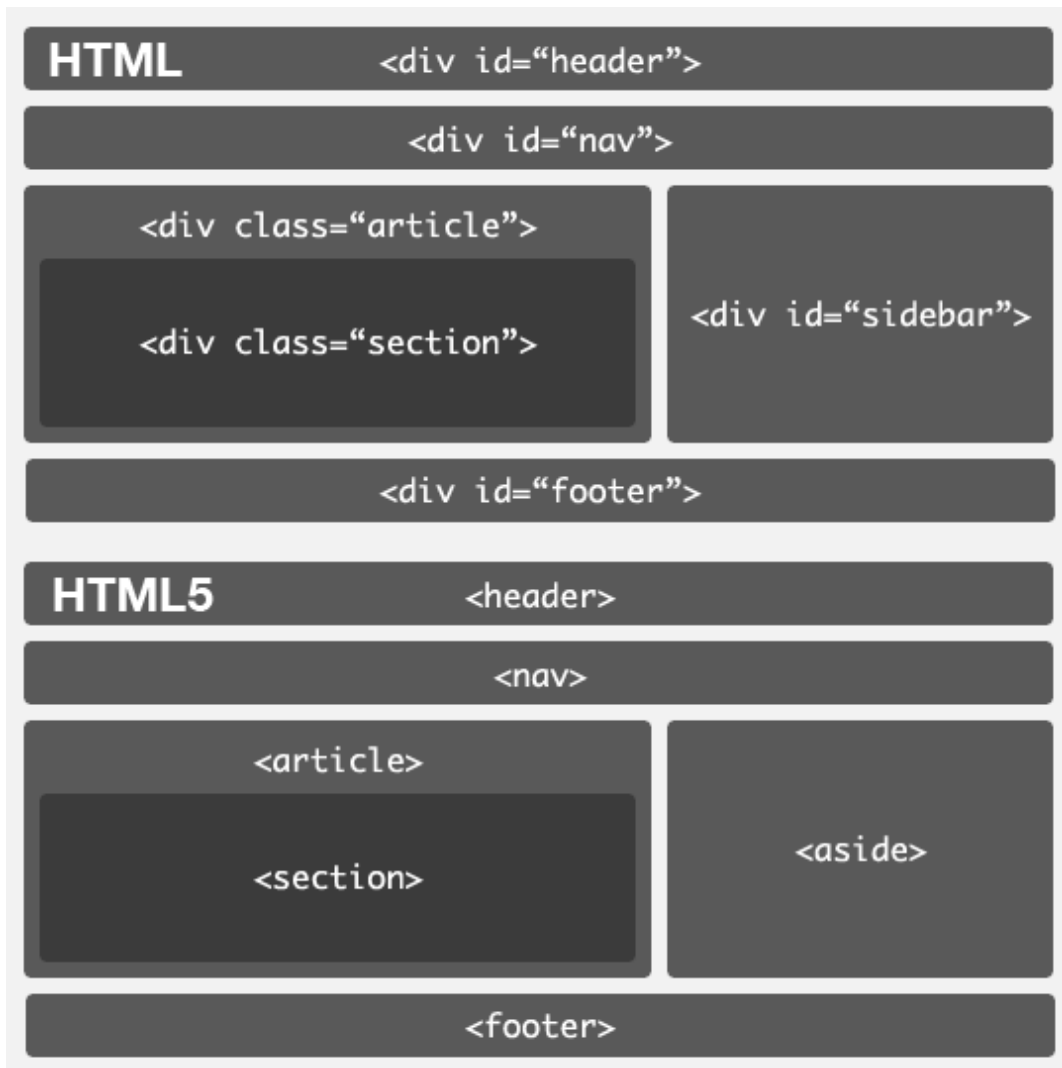 HTML <div id=“header”>
<div id=“nav”>
<div class=“article”>
<div class=“section”>
<div id=“sidebar”>
<div id=“footer”>
HTML5 <header>
<nav>
<article>
<section>
<aside>
<footer>